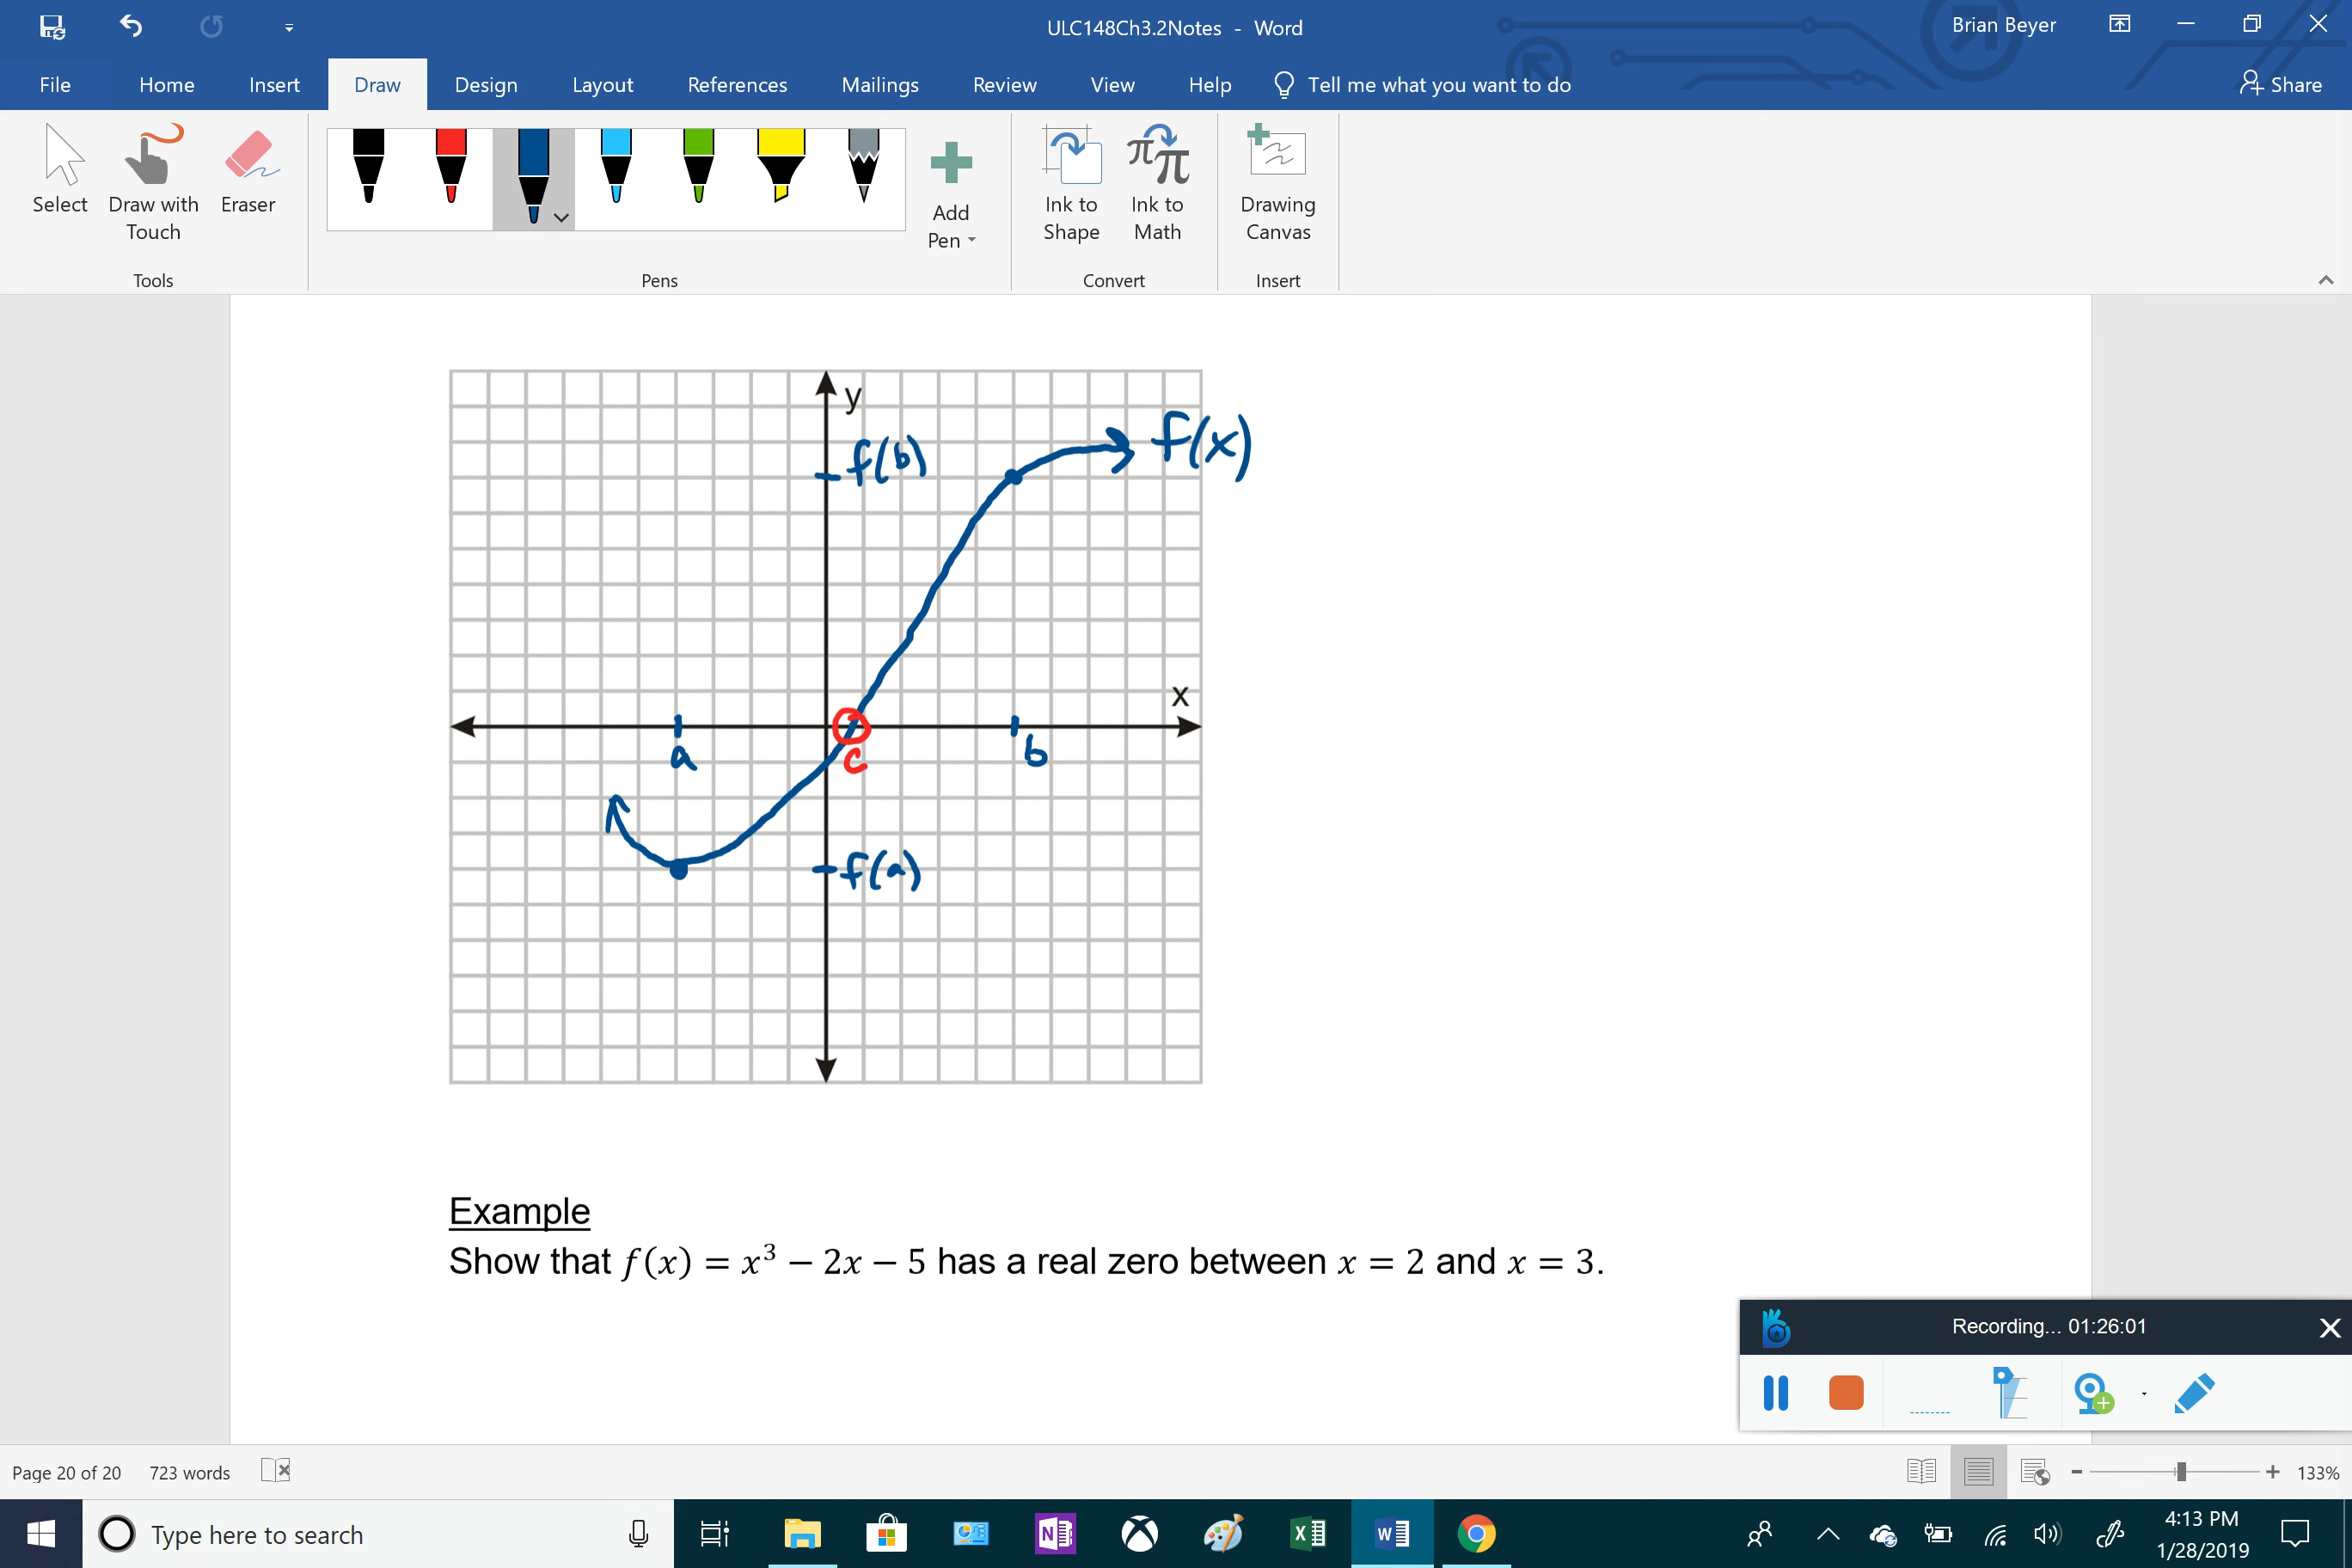 ULC148Ch3.2Notes - Word
Brian Beyer
File Home Insert Draw Design Layout References Mailings Review View Help Tell me what you want to do Share
Select Draw with Touch Eraser Add Pen Ink to Shape Ink to Math Drawing Canvas
Tools Pens Convert Insert
y
f(b)
f(x)
x
a
c
b
f(a)
Example
Show that f(x) = x³ − 2x − 5 has a real zero between x = 2 and x = 3.
Recording... 01:26:01
Page 20 of 20 723 words 133%
Type here to search
4:13 PM
1/28/2019